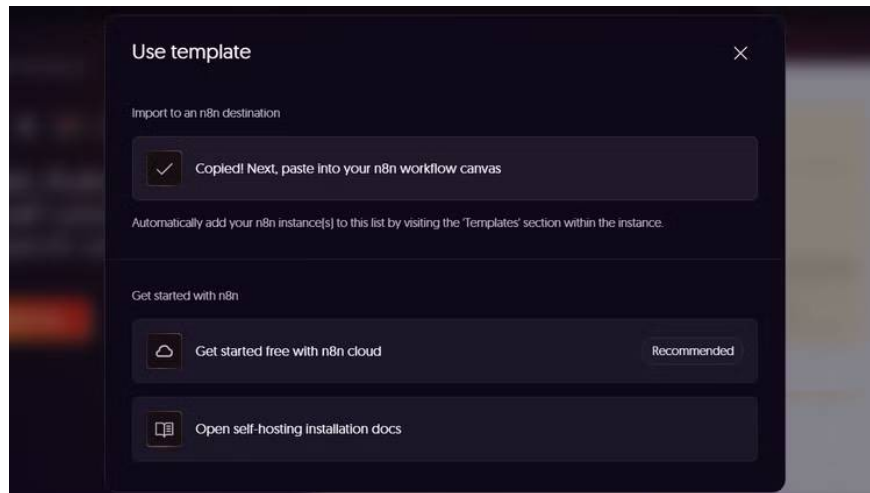 Use template
Import to an n8n destination
Copied! Next, paste into your n8n workflow canvas
Automatically add your n8n instance(s) to this list by visiting the 'Templates' section within the instance.
Get started with n8n
Get started free with n8n cloud
Recommended
Open self-hosting installation docs